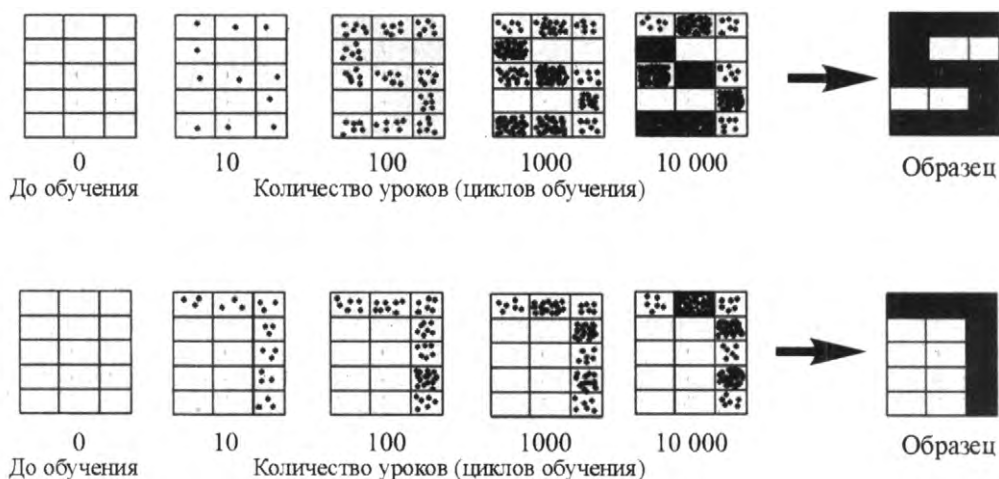 0 10 100 1000 10 000 Образец
До обучения Количество уроков (циклов обучения)
0 10 100 1000 10 000 Образец
До обучения Количество уроков (циклов обучения)